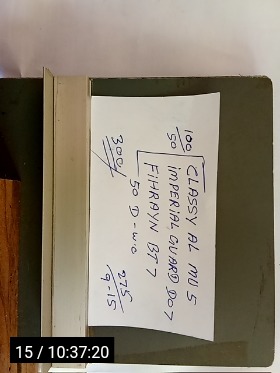 100/50
CLASSY AL MU 5
IMPERIAL GUARD DO 7
FIHRAYN BT 7
50 D - W.O
300/
275/9-15
15 / 10:37:20